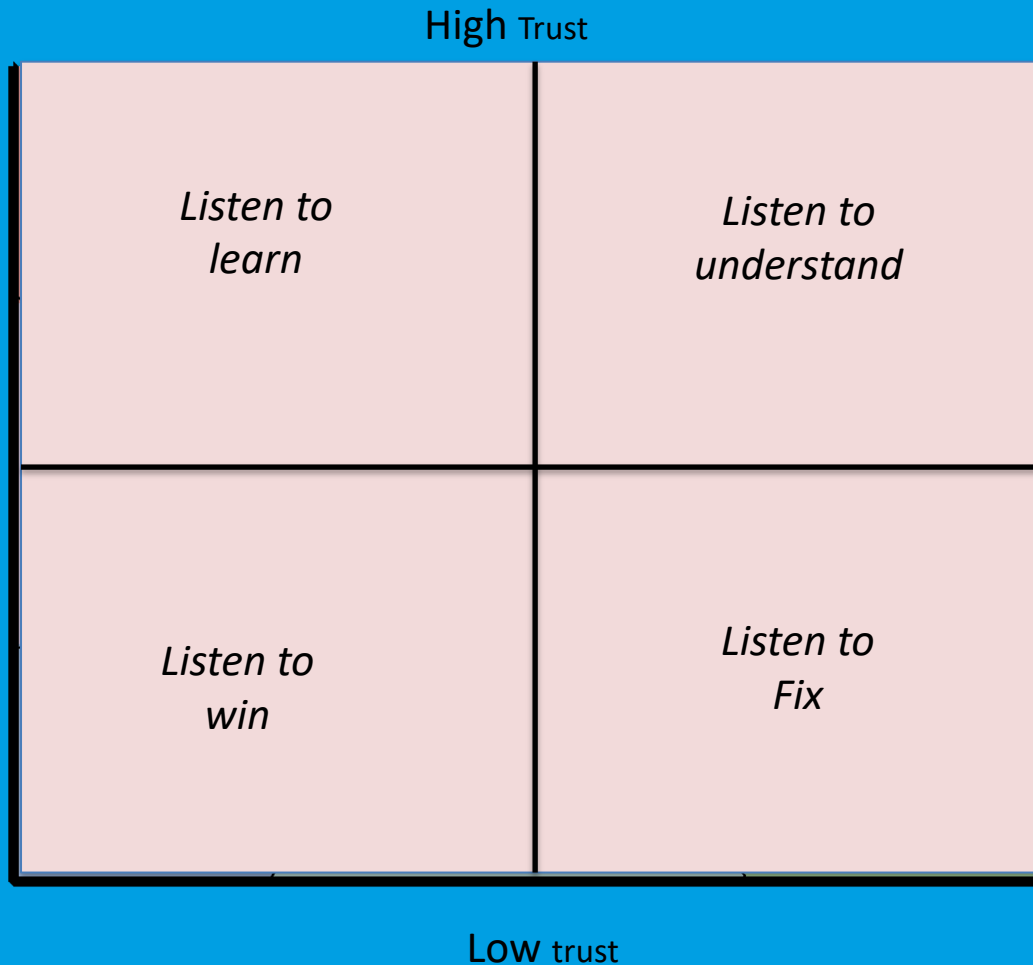 High Trust
Listen to
learn
Listen to
understand
Listen to
win
Listen to
Fix
Low trust